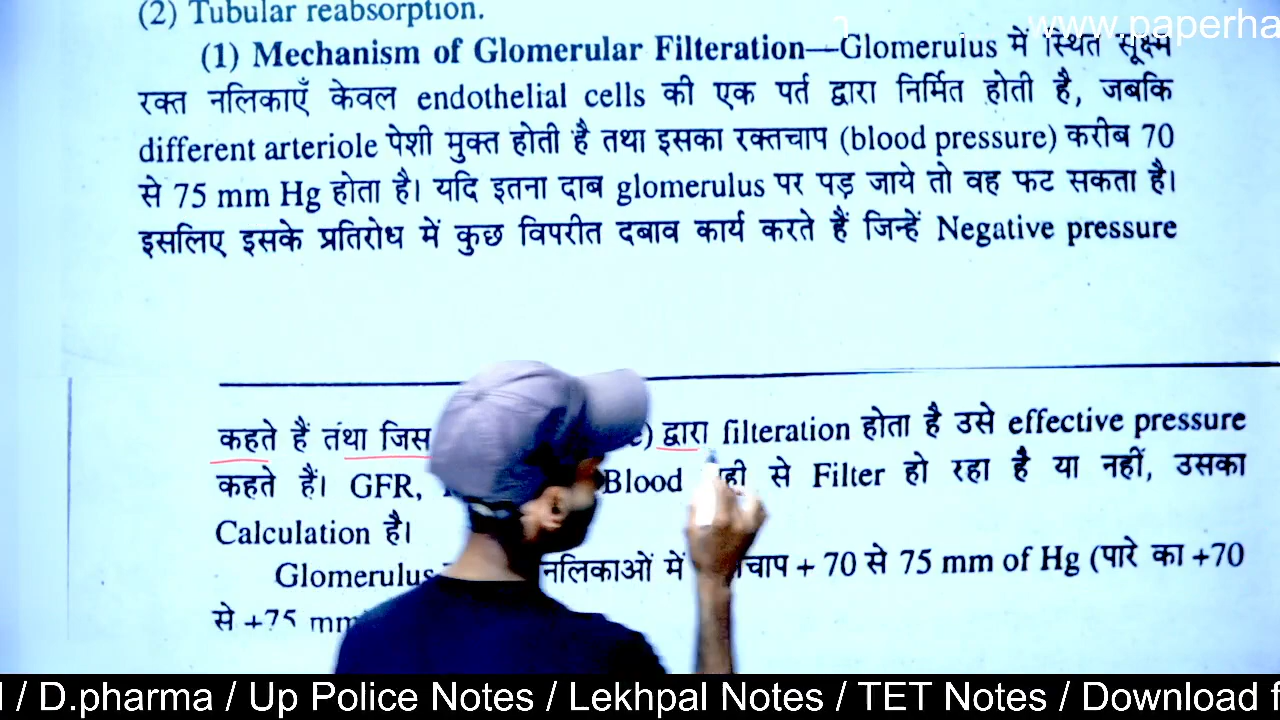 (2) Tubular reabsorption.
www.paperha
(1) Mechanism of Glomerular Filteration—Glomerulus में स्थित सूक्ष्म
रक्त नलिकाएँ केवल endothelial cells की एक पर्त द्वारा निर्मित होती है, जबकि
different arteriole पेशी मुक्त होती है तथा इसका रक्तचाप (blood pressure) करीब 70
से 75 mm Hg होता है। यदि इतना दाब glomerulus पर पड़ जाये तो वह फट सकता है।
इसलिए इसके प्रतिरोध में कुछ विपरीत दबाव कार्य करते हैं जिन्हें Negative pressure
कहते हैं तथा जिस द्वारा filteration होता है उसे effective pressure
कहते हैं। GFR, Blood से Filter हो रहा है या नहीं, उसका
Calculation है।
Glomerulus नलिकाओं में + 70 से 75 mm of Hg (पारे का +70
से +75 mm
/ D.pharma / Up Police Notes / Lekhpal Notes / TET Notes / Download f